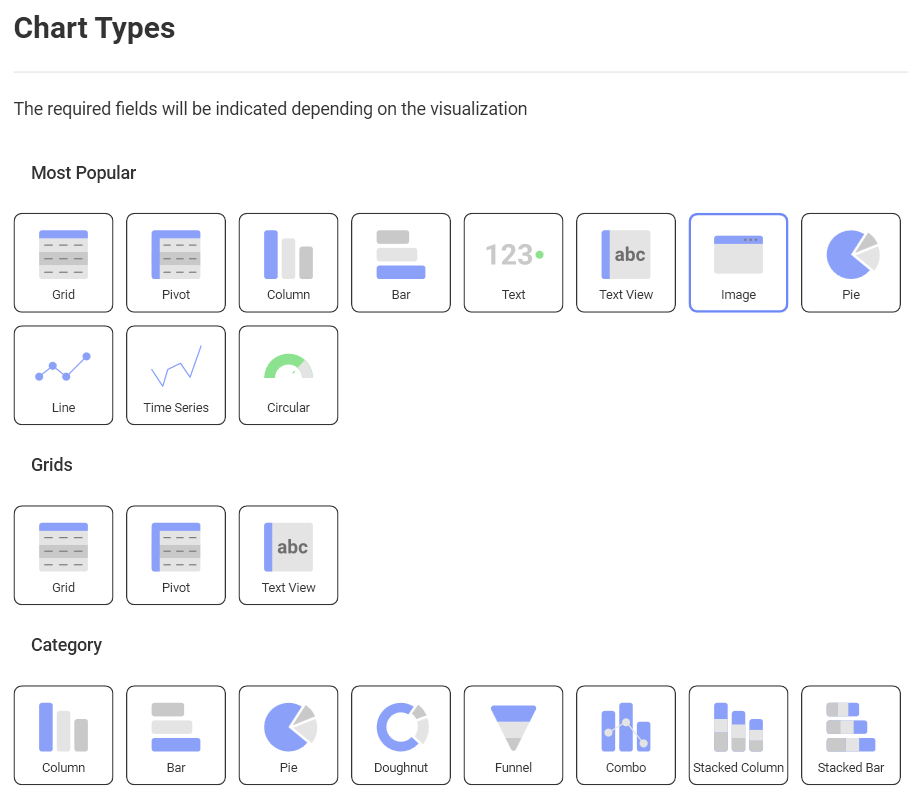 Chart Types
The required fields will be indicated depending on the visualization
Most Popular
123 abc
Grid Pivot Column Bar Text Text View Image Pie
Line Time Series Circular
Grids
abc
Grid Pivot Text View
Category
Column Bar Pie Doughnut Funnel Combo Stacked Column Stacked Bar